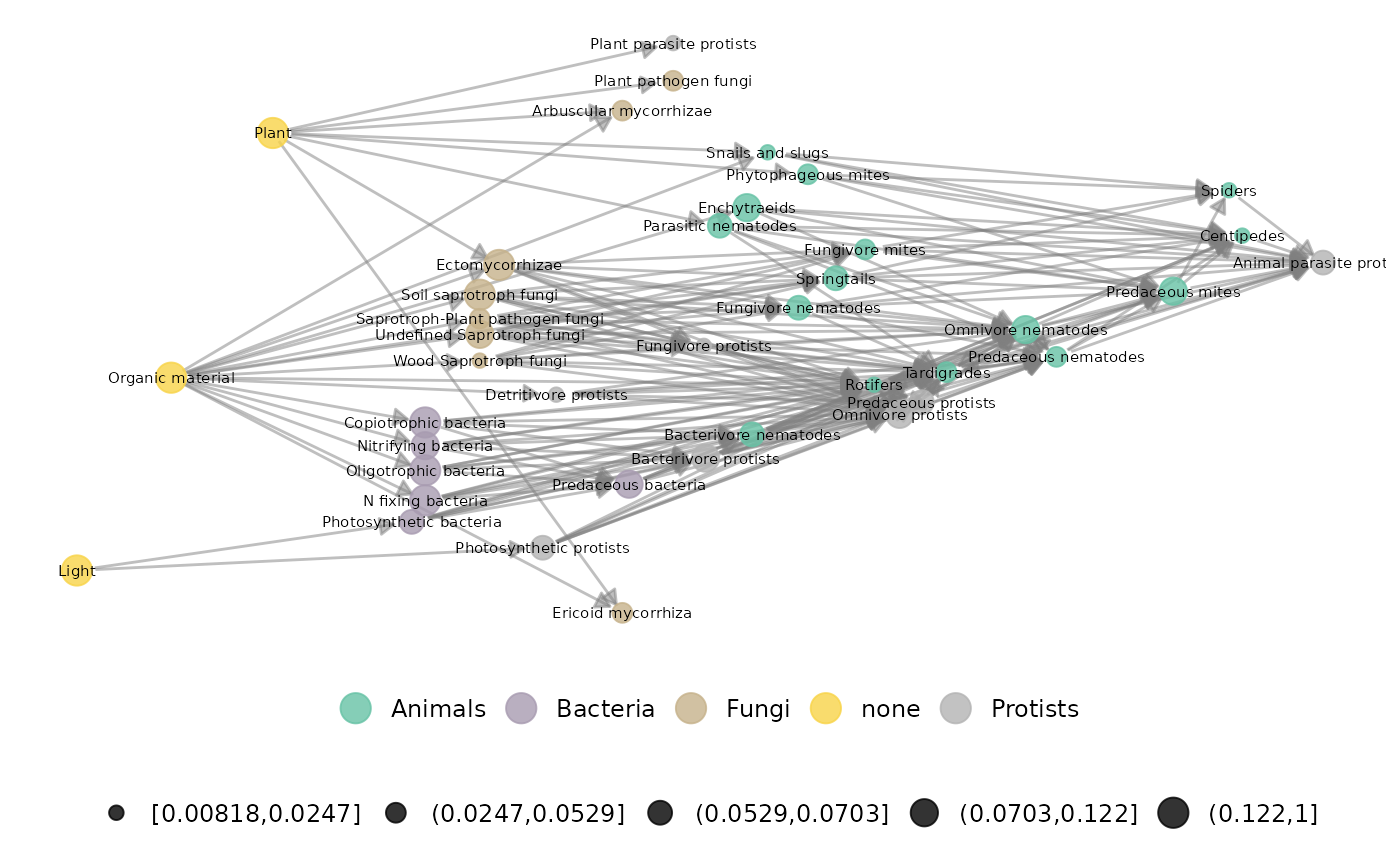 Plant parasite protists
Plant pathogen fungi
Arbuscular mycorrhizae
Plant
Snails and slugs
Phytophageous mites
Spiders
Enchytraeids
Parasitic nematodes
Centipedes
Fungivore mites
Animal parasite prot
Ectomycorrhizae
Springtails
Predaceous mites
Soil saprotroph fungi
Fungivore nematodes
Saprotroph-Plant pathogen fungi
Omnivore nematodes
Undefined Saprotroph fungi
Fungivore protists
Predaceous nematodes
Wood Saprotroph fungi
Tardigrades
Organic material
Rotifers
Detritivore protists
Predaceous protists
Omnivore protists
Copiotrophic bacteria
Bacterivore nematodes
Nitrifying bacteria
Bacterivore protists
Oligotrophic bacteria
Predaceous bacteria
N fixing bacteria
Photosynthetic bacteria
Photosynthetic protists
Light
Ericoid mycorrhiza
Animals Bacteria Fungi none Protists
[0.00818,0.0247] (0.0247,0.0529] (0.0529,0.0703] (0.0703,0.122] (0.122,1]